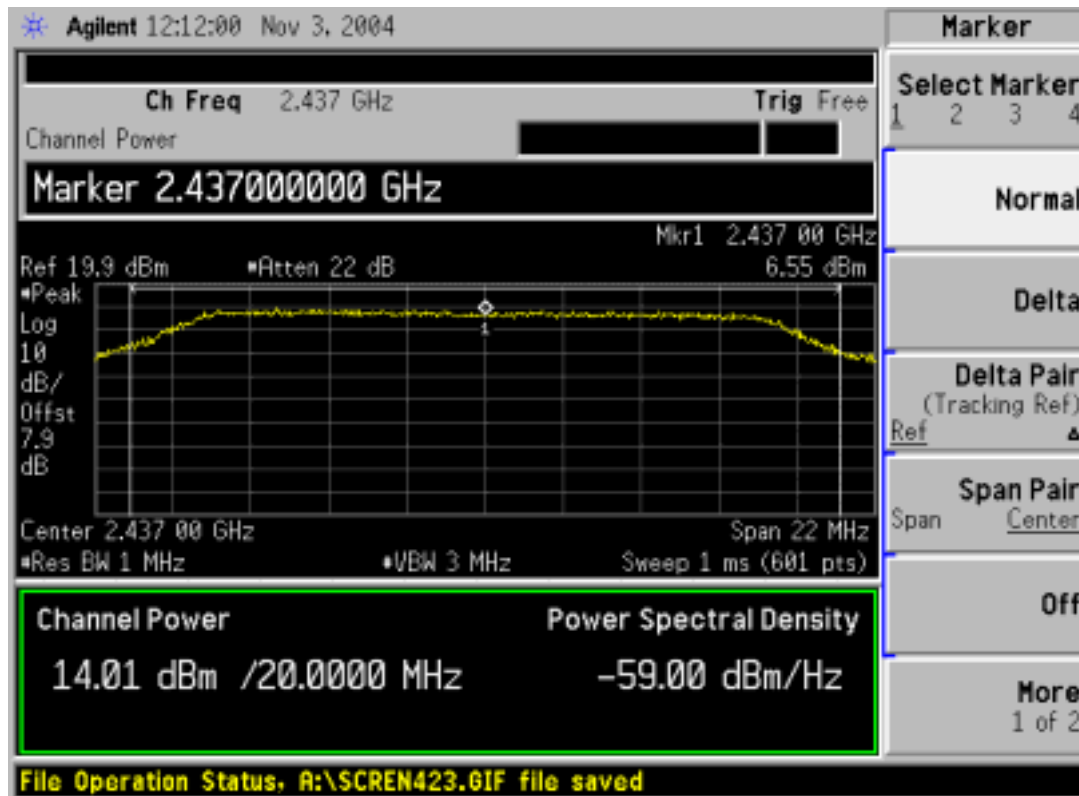 Agilent 12:12:00 Nov 3, 2004
Ch Freq 2.437 GHz Trig Free
Channel Power
Marker 2.437000000 GHz
Mkr1 2.437 00 GHz
Ref 19.9 dBm *Atten 22 dB 6.55 dBm
*Peak
Log
10
dB/
Offst
7.9
dB
1
Center 2.437 00 GHz Span 22 MHz
*Res BW 1 MHz *VBW 3 MHz Sweep 1 ms (601 pts)
Channel Power Power Spectral Density
14.01 dBm /20.0000 MHz -59.00 dBm/Hz
File Operation Status, A:\SCREN423.GIF file saved
Marker
Select Marker
1 2 3 4
Normal
Delta
Delta Pair
(Tracking Ref)
Ref Δ
Span Pair
Span Center
Off
More
1 of 2